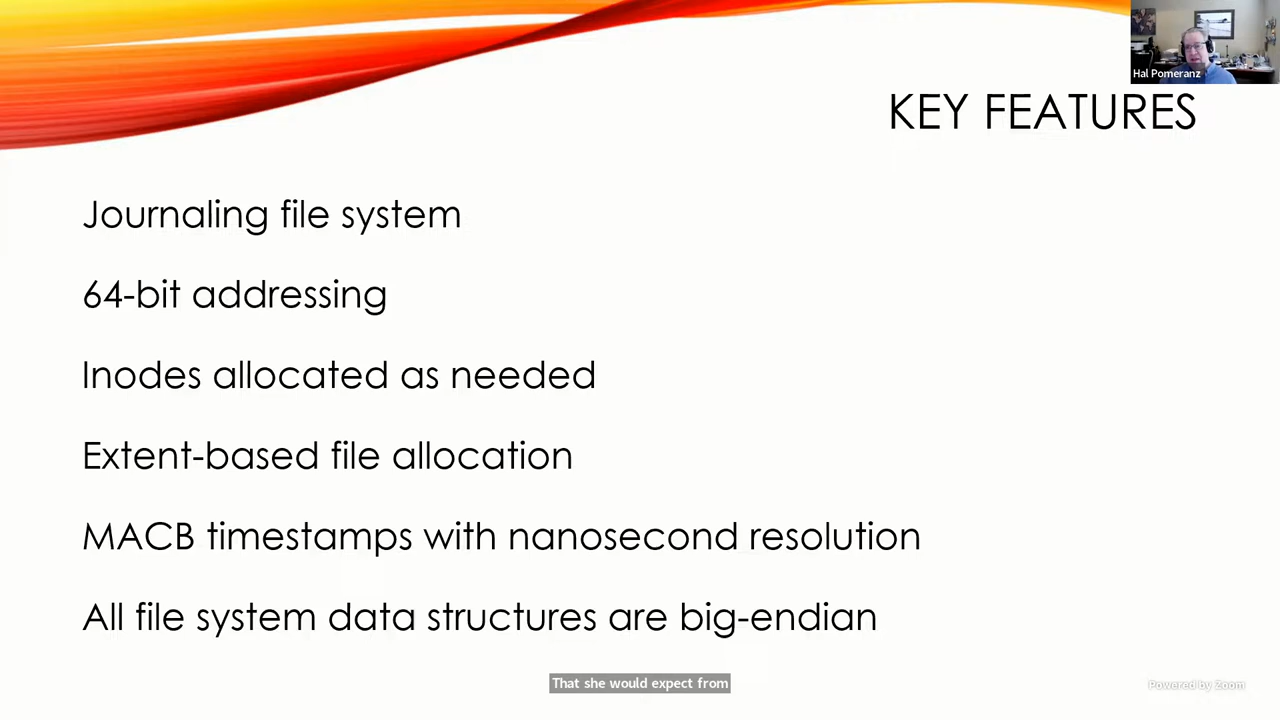 Hal Pomeranz
KEY FEATURES
Journaling file system
64-bit addressing
Inodes allocated as needed
Extent-based file allocation
MACB timestamps with nanosecond resolution
All file system data structures are big-endian
That she would expect from
Powered by Zoom